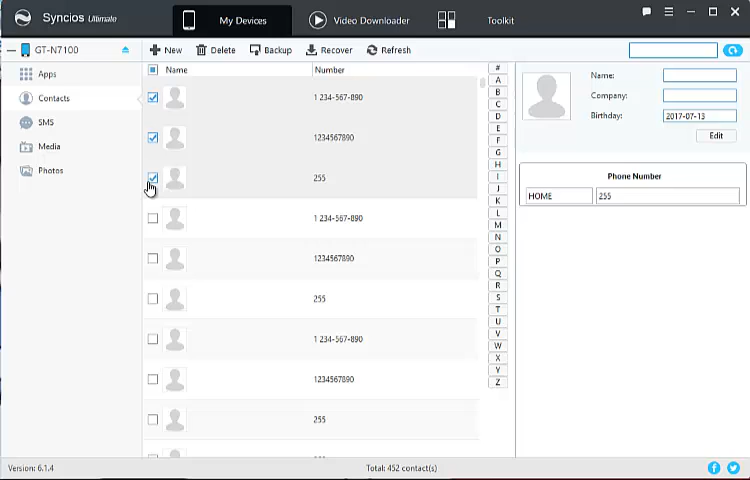 Syncios Ultimate
My Devices
Video Downloader
Toolkit
GT-N7100
New
Delete
Backup
Recover
Refresh
Apps
Contacts
SMS
Media
Photos
Name
Number
1 234-567-890
1234567890
255
1 234-567-890
1234567890
255
1 234-567-890
1234567890
255
#
A
B
C
D
E
F
G
H
I
J
K
L
M
N
O
P
Q
R
S
T
U
V
W
X
Y
Z
Name:
Company:
Birthday: 2017-07-13
Edit
Phone Number
HOME 255
Version: 6.1.4
Total: 452 contact(s)